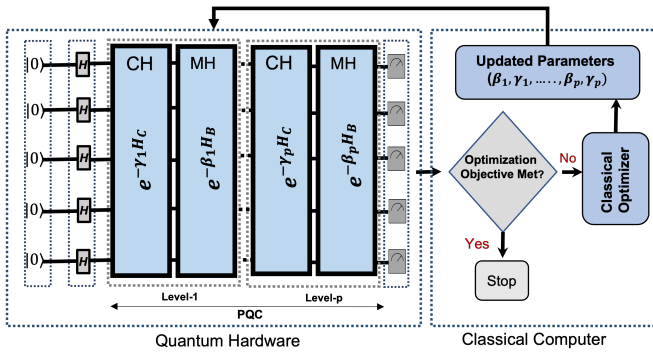 |0⟩ H
|0⟩ H
|0⟩ H
|0⟩ H
|0⟩ H
CH
e^{-γ_1 H_C}
MH
e^{-β_1 H_B}
CH
e^{-γ_p H_C}
MH
e^{-β_p H_B}
Level-1
Level-p
PQC
Quantum Hardware
Updated Parameters
(β_1, γ_1, ....., β_p, γ_p)
Optimization
Objective Met?
No
Yes
Classical
Optimizer
Stop
Classical Computer